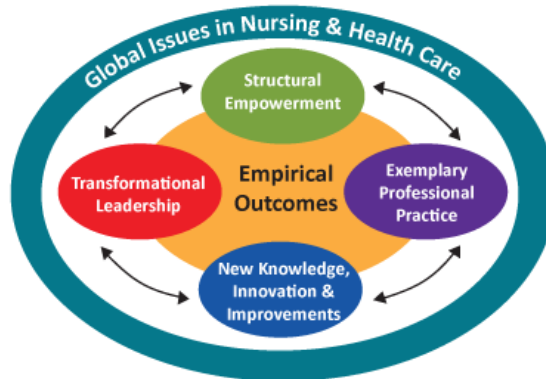 Global Issues in Nursing & Health Care
Structural
Empowerment
Transformational
Leadership
Empirical
Outcomes
Exemplary
Professional
Practice
New Knowledge,
Innovation &
Improvements